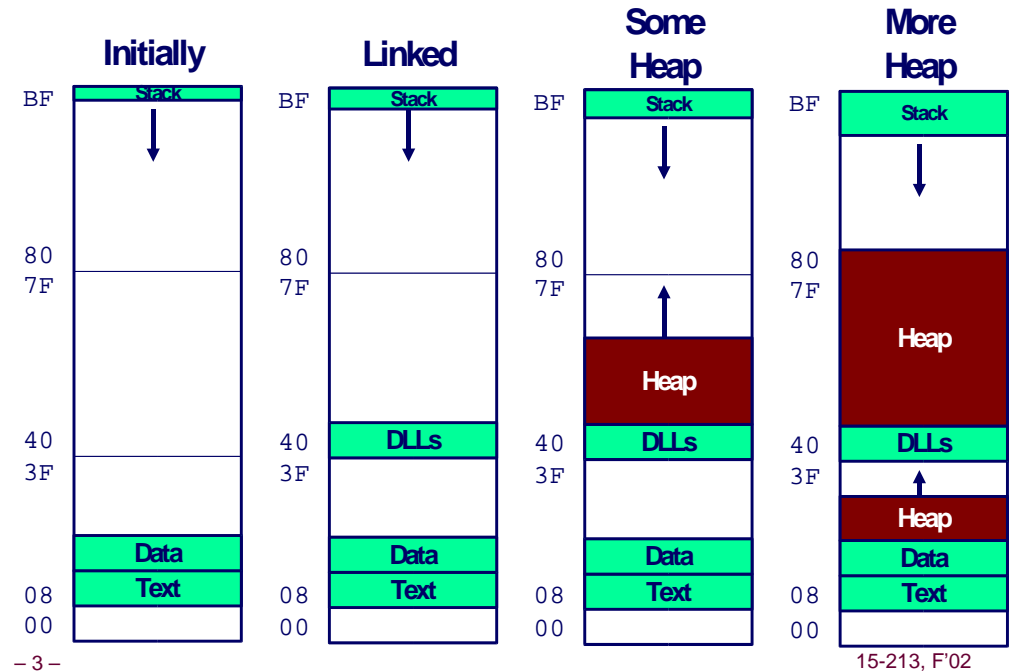 Initially
BF
Stack
80
7F
40
3F
Data
Text
08
00
Linked
BF
Stack
80
7F
40
DLLs
3F
Data
08
Text
00
Some
Heap
BF
Stack
80
7F
Heap
40
DLLs
3F
Data
08
Text
00
More
Heap
BF
Stack
80
7F
Heap
40
DLLs
3F
Heap
Data
08
Text
00
– 3 –
15-213, F'02